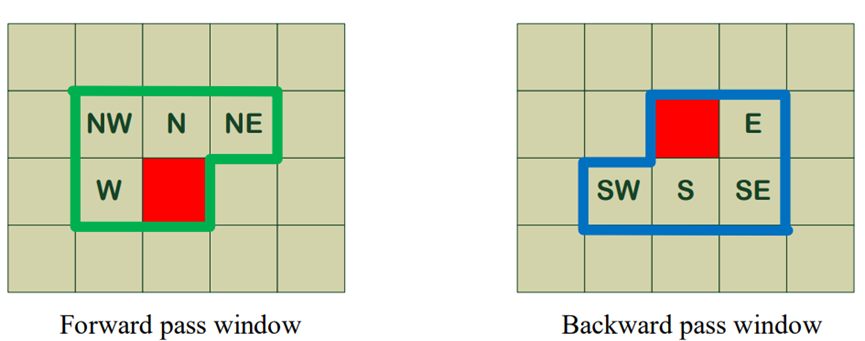 NW N NE
W
Forward pass window
E
SW S SE
Backward pass window